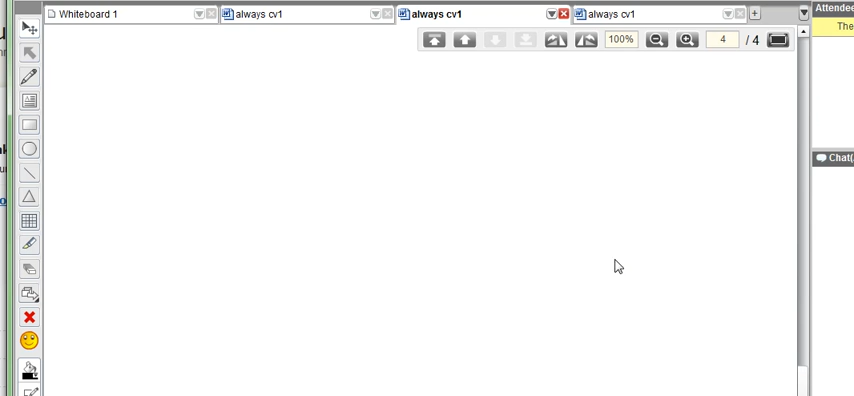 Attendee
Whiteboard 1
always cv1
always cv1
always cv1
The
100%
4
/ 4
Chat(